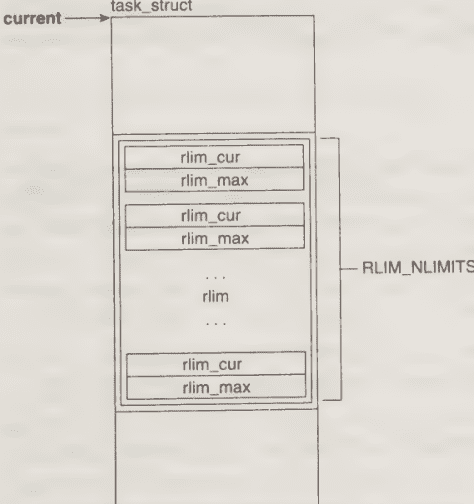 task_struct
current
rlim_cur
rlim_max
rlim_cur
rlim_max
...
rlim
...
RLIM_NLIMITS
rlim_cur
rlim_max